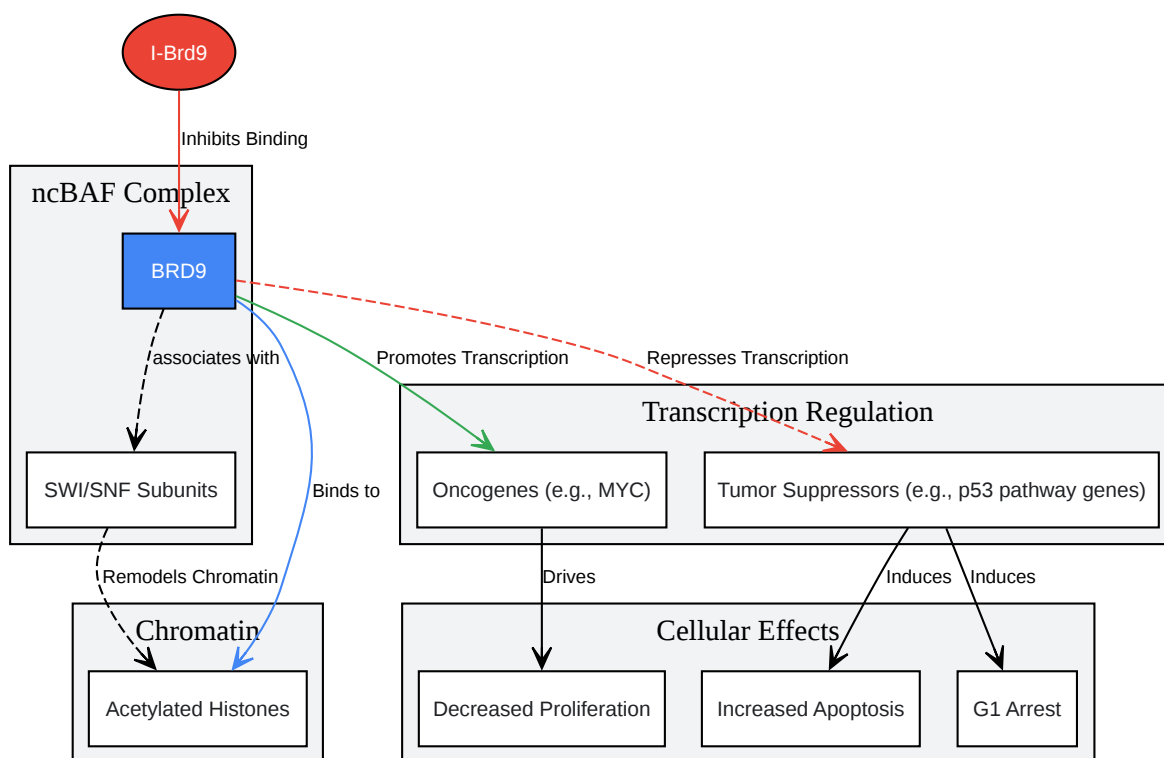 I-Brd9
Inhibits Binding
ncBAF Complex
BRD9
associates with
Promotes Transcription
Represses Transcription
Transcription Regulation
SWI/SNF Subunits
Binds to
Oncogenes (e.g., MYC)
Tumor Suppressors (e.g., p53 pathway genes)
Remodels Chromatin
Drives
Induces
Induces
Chromatin
Cellular Effects
Acetylated Histones
Decreased Proliferation
Increased Apoptosis
G1 Arrest